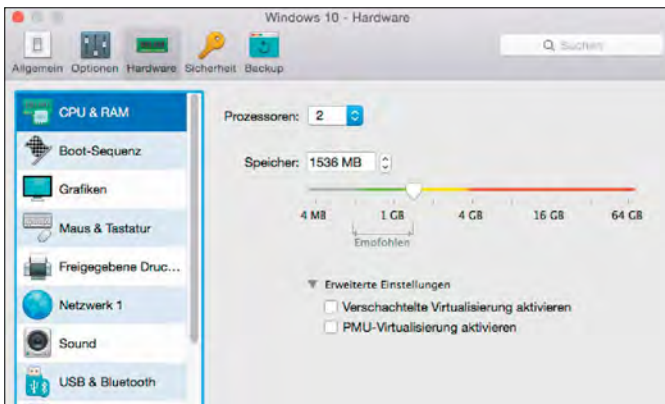 Windows 10 - Hardware
Allgemein Optionen Hardware Sicherheit Backup
Suchen
CPU & RAM
Boot-Sequenz
Grafiken
Maus & Tastatur
Freigegebene Druc...
Netzwerk 1
Sound
USB & Bluetooth
Prozessoren: 2
Speicher: 1536 MB
4 MB 1 GB 4 GB 16 GB 64 GB
Empfohlen
Erweiterte Einstellungen
Verschachtelte Virtualisierung aktivieren
PMU-Virtualisierung aktivieren